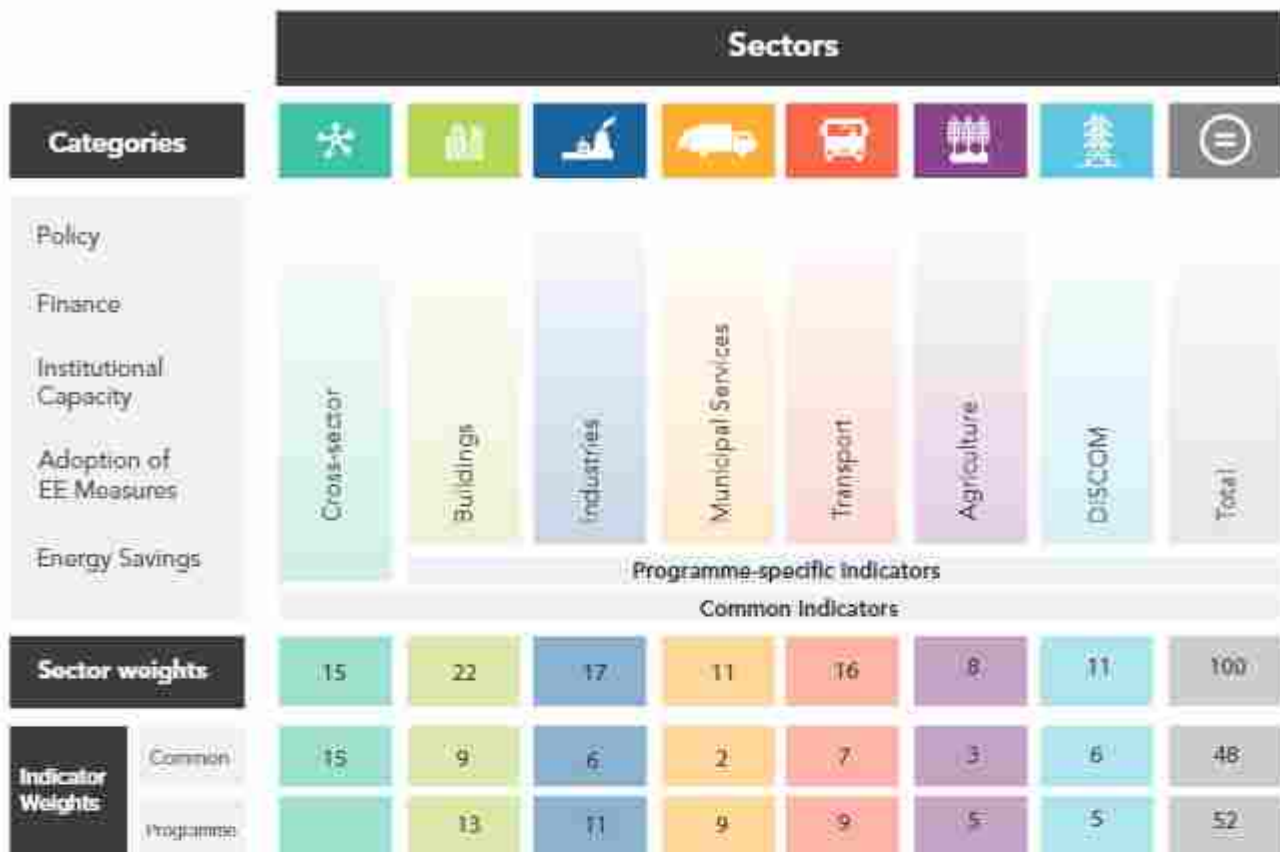 Sectors
Categories
Policy
Finance
Institutional
Capacity
Adoption of
EE Measures
Energy Savings
Cross-sector
Buildings
Industries
Municipal Services
Transport
Agriculture
DISCOM
Total
Programme-specific Indicators
Common Indicators
Sector weights 15 22 17 11 16 8 11 100
Indicator
Weights
Common 15 9 6 2 7 3 6 48
Programme 13 11 9 9 5 5 52